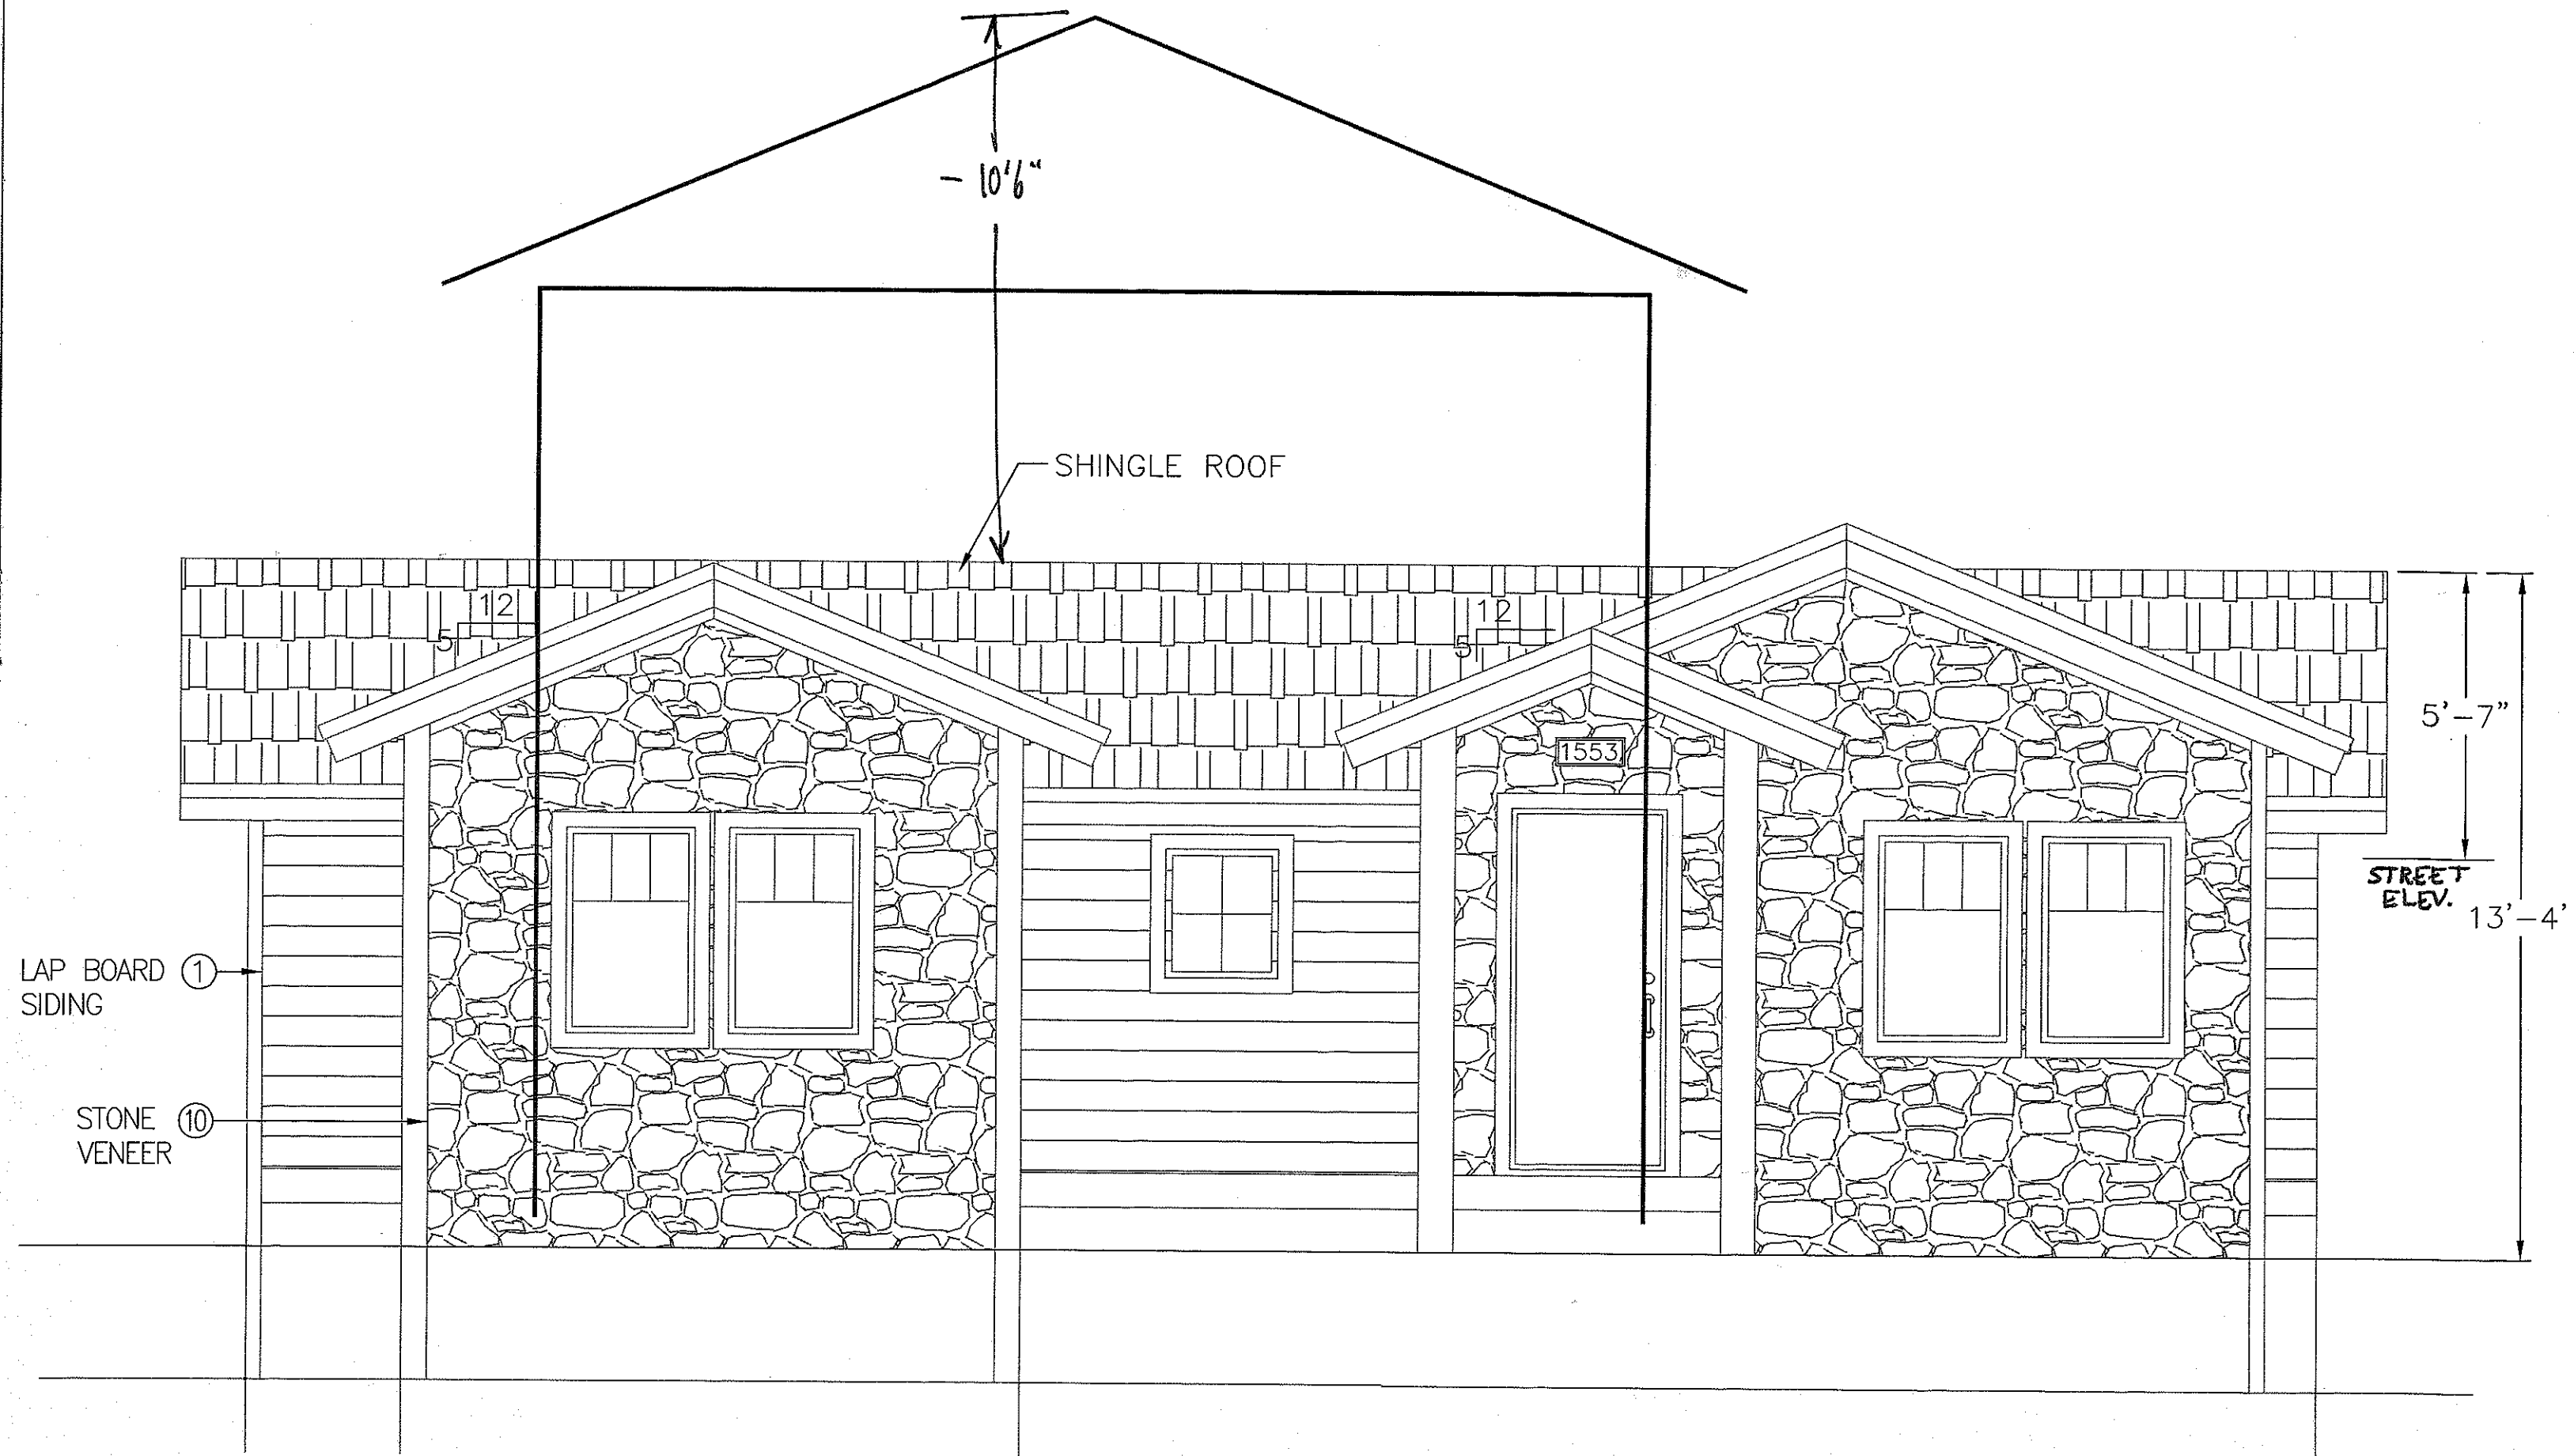 - 10'6"
SHINGLE ROOF
12
5
12
5
1553
5'-7"
STREET
ELEV.
13'-4'
LAP BOARD 1
SIDING
STONE 10
VENEER